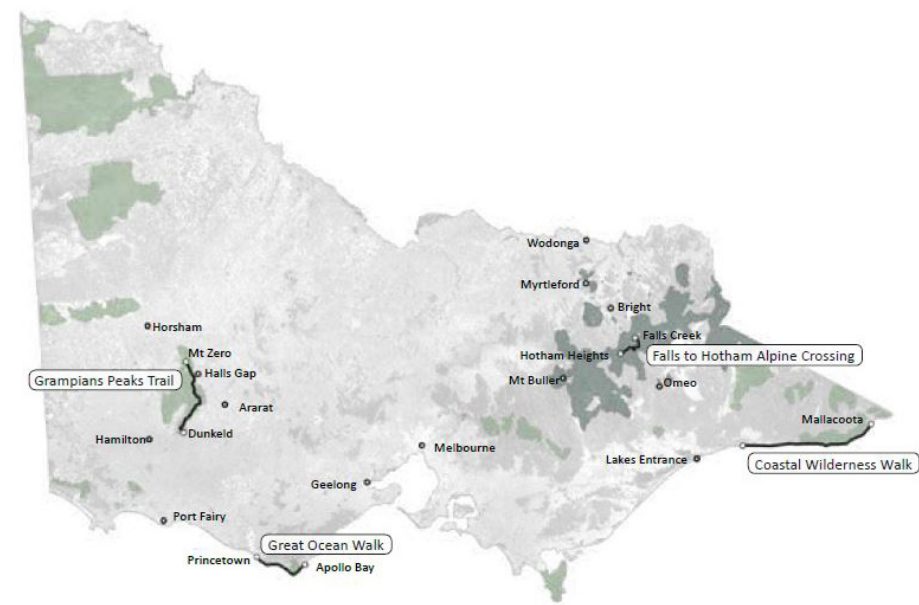 Wodonga
Myrtleford
Bright
Horsham
Falls Creek
Mt Zero
Hotham Heights
Falls to Hotham Alpine Crossing
Halls Gap
Grampians Peaks Trail
Mt Buller
Omeo
Ararat
Mallacoota
Dunkeld
Hamilton
Melbourne
Lakes Entrance
Coastal Wilderness Walk
Geelong
Port Fairy
Great Ocean Walk
Princetown
Apollo Bay